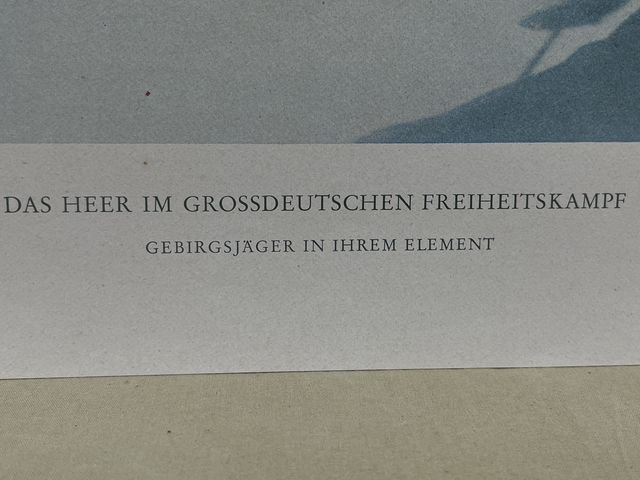 DAS HEER IM GROSSDEUTSCHEN FREIHEITSKAMPF
GEBIRGSJÄGER IN IHREM ELEMENT